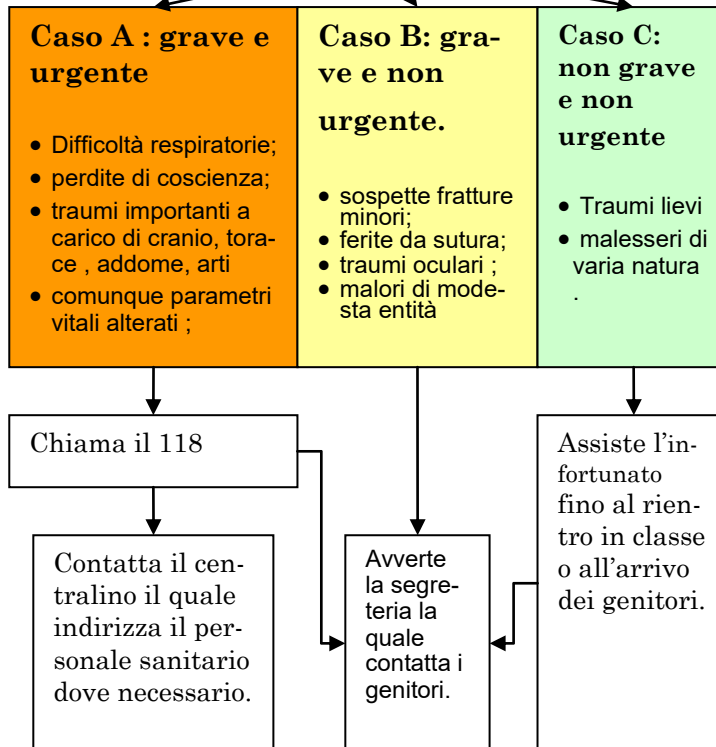 Caso A : grave e
urgente
• Difficoltà respiratorie;
• perdite di coscienza;
• traumi importanti a
carico di cranio, tora-
ce , addome, arti
• comunque parametri
vitali alterati ;
Caso B: gra-
ve e non
urgente.
• sospette fratture
minori;
• ferite da sutura;
• traumi oculari ;
• malori di mode-
sta entità
Caso C:
non grave
e non
urgente
• Traumi lievi
• malesseri di
varia natura
.
Chiama il 118
Contatta il cen-
tralino il quale
indirizza il per-
sonale sanitario
dove necessario.
Avverte
la segre-
teria la
quale
contatta i
genitori.
Assiste l'in-
fortunato
fino al rien-
tro in classe
o all'arrivo
dei genitori.